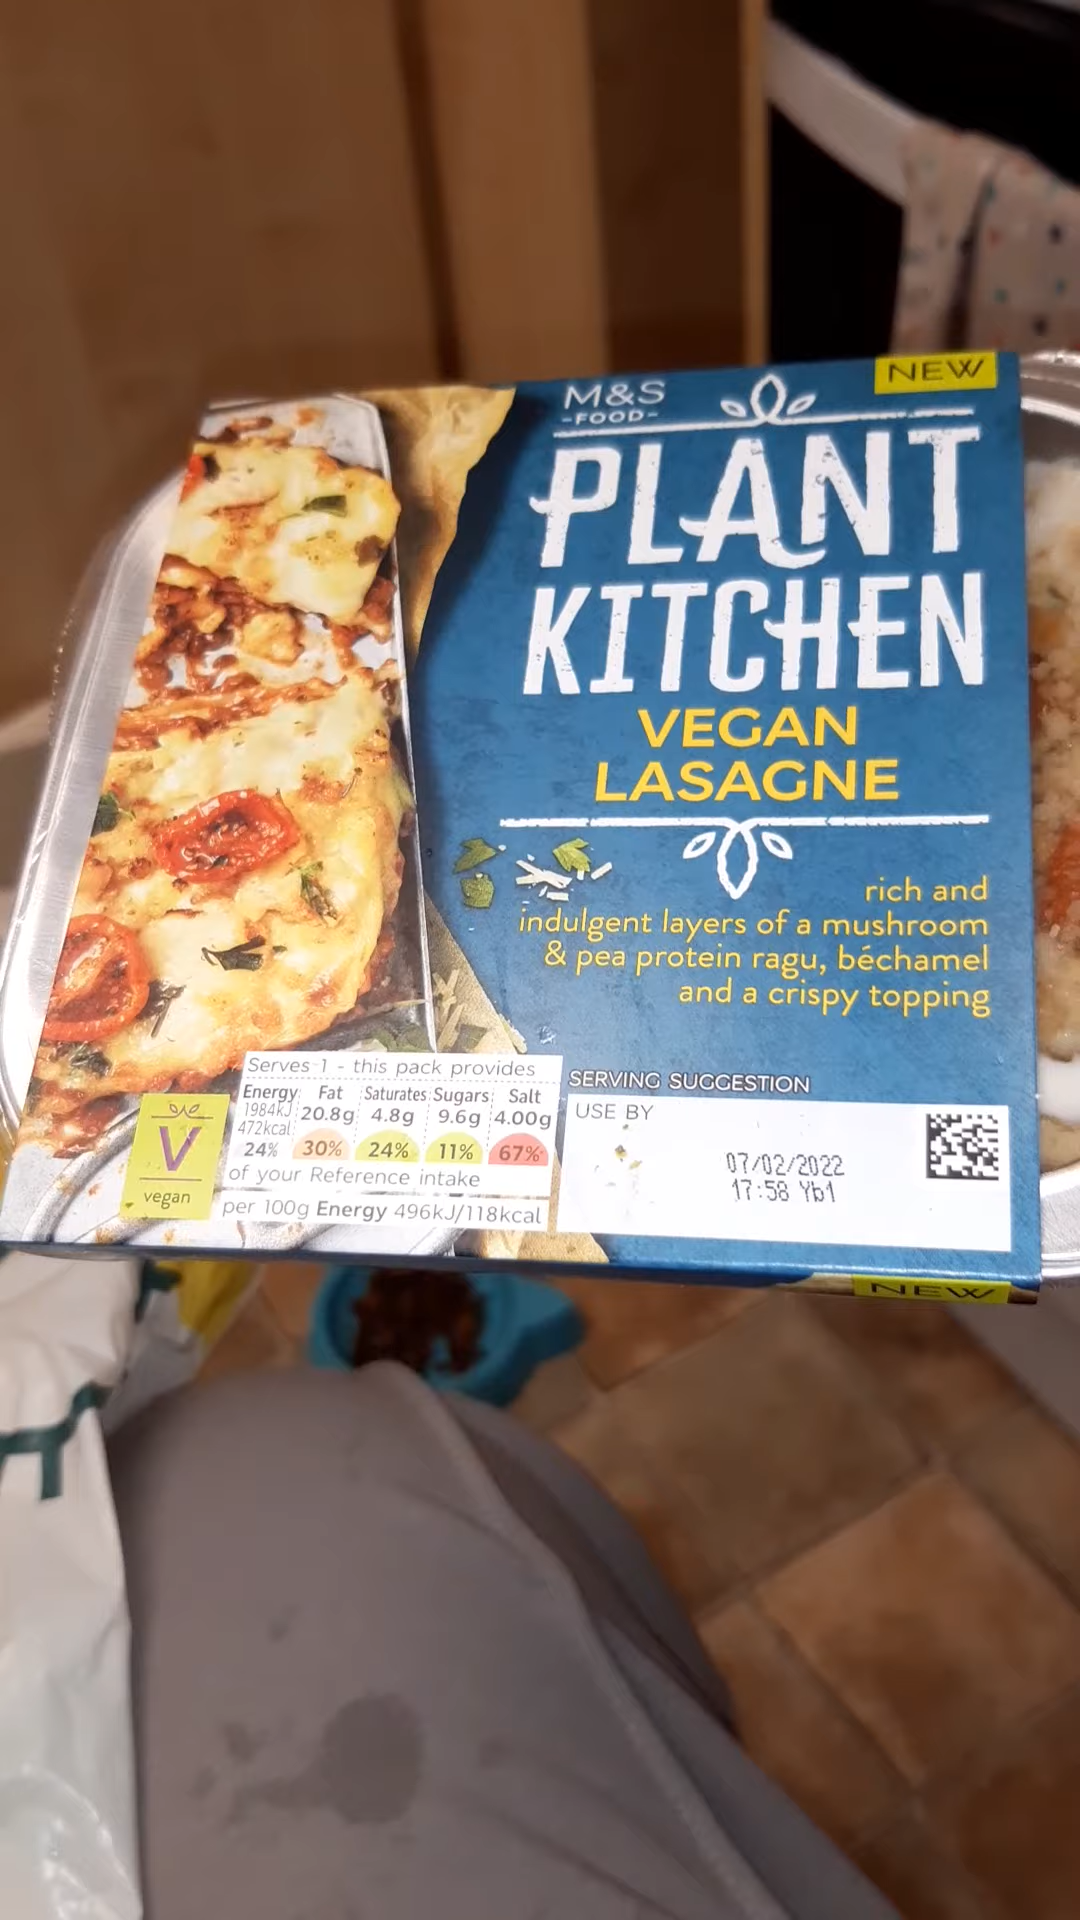 NEW
M&S
-FOOD-
PLANT
KITCHEN
VEGAN
LASAGNE
rich and
indulgent layers of a mushroom
& pea protein ragu, béchamel
and a crispy topping
SERVING SUGGESTION
Serves 1 - this pack provides
Energy Fat Saturates Sugars Salt
1984kJ 20.8g 4.8g 9.6g 4.00g
472kcal
24% 30% 24% 11% 67%
of your Reference intake
per 100g Energy 496kJ/118kcal
V
vegan
USE BY
07/02/2022
17:58 Yb1
NEW